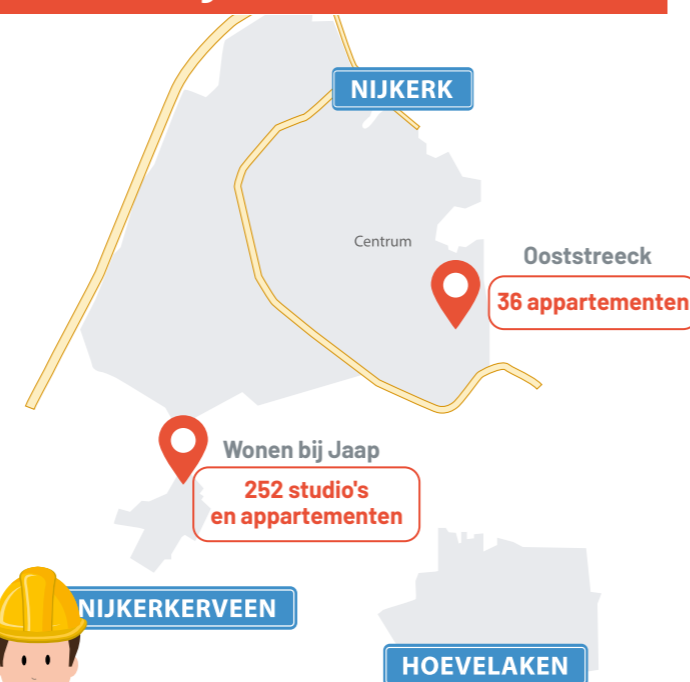 NIJKERK
Centrum
Ooststreeck
36 appartementen
Wonen bij Jaap
252 studio's
en appartementen
NIJKERKERVEEN
HOEVELAKEN